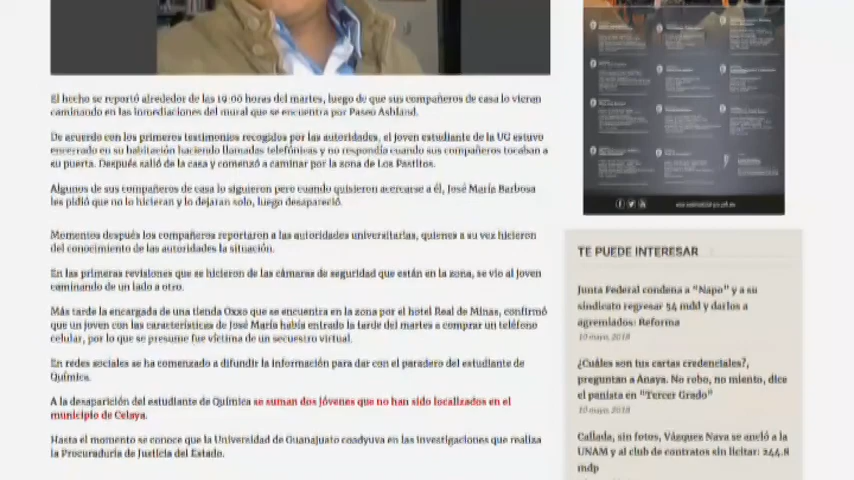 El hecho se reportó alrededor de las 19:00 horas del martes, luego de que sus compañeros de casa lo vieran
caminando en las inmediaciones del mural que se encuentra por Paseo Ashland.
De acuerdo con los primeros testimonios recogidos por las autoridades, el joven estudiante de la UG estuvo
encerrado en su habitación haciendo llamadas telefónicas y no respondía cuando sus compañeros tocaban a
su puerta. Después salió de la casa y comenzó a caminar por la zona de Los Pastitos.
Algunos de sus compañeros de casa lo siguieron pero cuando quisieron acercarse a él, José María Barbosa
les pidió que no lo hicieran y lo dejaran solo, luego desapareció.
Momentos después los compañeros reportaron a las autoridades universitarias, quienes a su vez hicieron
del conocimiento de las autoridades la situación.
En las primeras revisiones que se hicieron de las cámaras de seguridad que están en la zona, se vio al joven
caminando de un lado a otro.
Más tarde la encargada de una tienda Oxxo que se encuentra en la zona por el hotel Real de Minas, confirmó
que un joven con las características de José María había entrado la tarde del martes a comprar un teléfono
celular, por lo que se presume fue víctima de un secuestro virtual.
En redes sociales se ha comenzado a difundir la información para dar con el paradero del estudiante de
Química.
A la desaparición del estudiante de Química se suman dos jóvenes que no han sido localizados en el
municipio de Celaya.
Hasta el momento se conoce que la Universidad de Guanajuato coadyuva en las investigaciones que realiza
la Procuraduría de Justicia del Estado.
TE PUEDE INTERESAR
Junta Federal condena a "Napo" y a su
sindicato regresar 54 mdd y darlos a
agremiados: Reforma
10 mayo, 2018
¿Cuáles son tus cartas credenciales?,
preguntan a Anaya. No robo, no miento, dice
el panista en "Tercer Grado"
10 mayo, 2018
Callada, sin fotos, Vázquez Nava se aneló a la
UNAM y al club de contratos sin licitar: 244.8
mdp